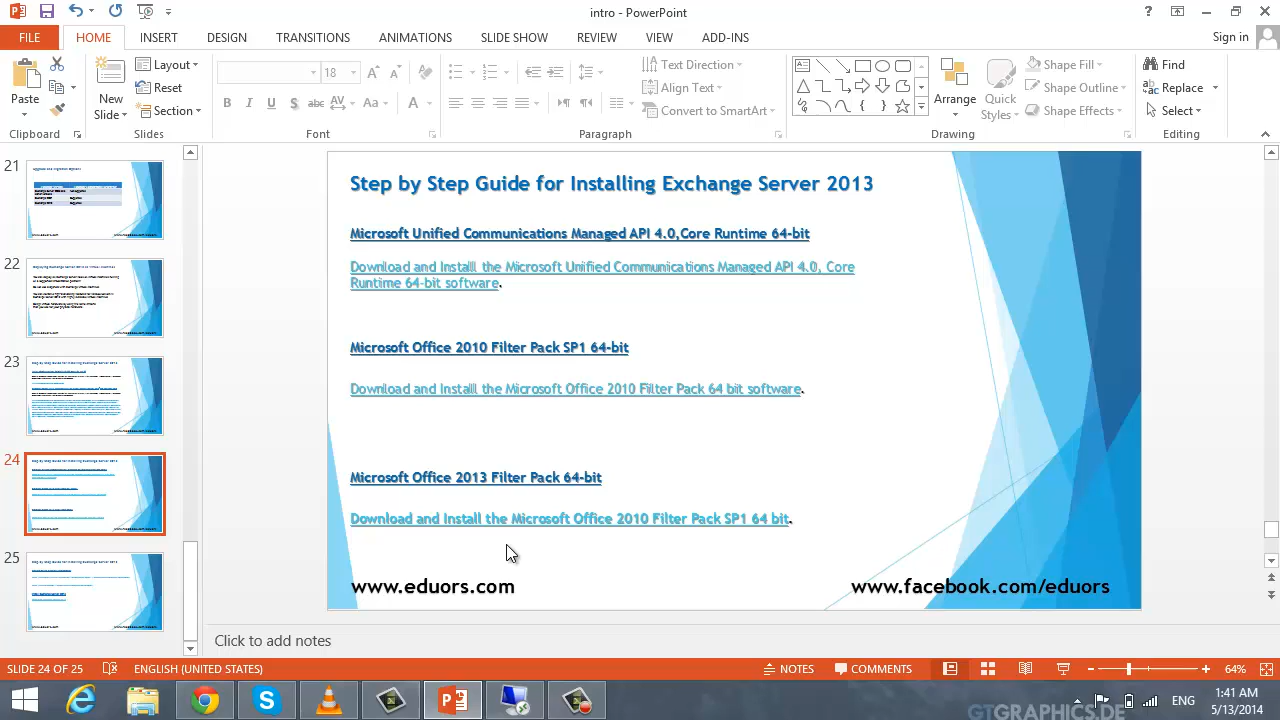 intro - PowerPoint
?
FILE HOME INSERT DESIGN TRANSITIONS ANIMATIONS SLIDE SHOW REVIEW VIEW ADD-INS Sign in
Paste
New Slide
Layout
Reset
Section
18
Text Direction
Align Text
Convert to SmartArt
Arrange
Quick Styles
Shape Fill
Shape Outline
Shape Effects
Find
Replace
Select
Clipboard Slides Font Paragraph Drawing Editing
21
22
23
24
25
Step by Step Guide for Installing Exchange Server 2013
Microsoft Unified Communications Managed API 4.0,Core Runtime 64-bit
Download and Installl the Microsoft Unified Communications Managed API 4.0, Core
Runtime 64-bit software.
Microsoft Office 2010 Filter Pack SP1 64-bit
Download and Installl the Microsoft Office 2010 Filter Pack 64 bit software.
Microsoft Office 2013 Filter Pack 64-bit
Download and Install the Microsoft Office 2010 Filter Pack SP1 64 bit.
www.eduors.com www.facebook.com/eduors
Click to add notes
SLIDE 24 OF 25 ENGLISH (UNITED STATES) NOTES COMMENTS 64%
ENG
1:41 AM
5/13/2014
GTGRAPHICS.DE